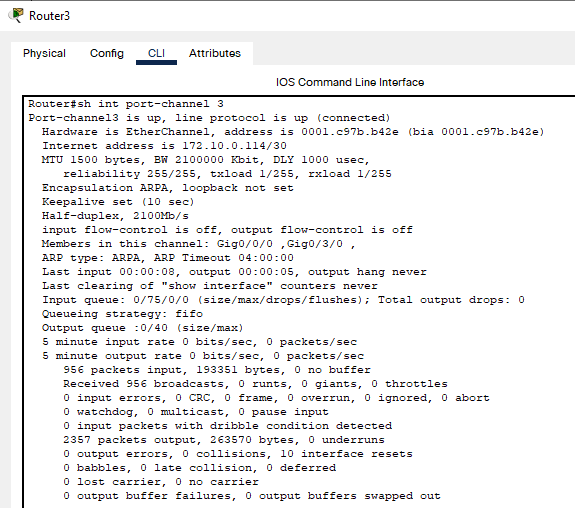 Router3
Physical Config CLI Attributes
IOS Command Line Interface
Router#sh int port-channel 3
Port-channel3 is up, line protocol is up (connected)
Hardware is EtherChannel, address is 0001.c97b.b42e (bia 0001.c97b.b42e)
Internet address is 172.10.0.114/30
MTU 1500 bytes, BW 2100000 Kbit, DLY 1000 usec,
reliability 255/255, txload 1/255, rxload 1/255
Encapsulation ARPA, loopback not set
Keepalive set (10 sec)
Half-duplex, 2100Mb/s
input flow-control is off, output flow-control is off
Members in this channel: Gig0/0/0 ,Gig0/3/0 ,
ARP type: ARPA, ARP Timeout 04:00:00
Last input 00:00:08, output 00:00:05, output hang never
Last clearing of "show interface" counters never
Input queue: 0/75/0/0 (size/max/drops/flushes); Total output drops: 0
Queueing strategy: fifo
Output queue :0/40 (size/max)
5 minute input rate 0 bits/sec, 0 packets/sec
5 minute output rate 0 bits/sec, 0 packets/sec
956 packets input, 193351 bytes, 0 no buffer
Received 956 broadcasts, 0 runts, 0 giants, 0 throttles
0 input errors, 0 CRC, 0 frame, 0 overrun, 0 ignored, 0 abort
0 watchdog, 0 multicast, 0 pause input
0 input packets with dribble condition detected
2357 packets output, 263570 bytes, 0 underruns
0 output errors, 0 collisions, 10 interface resets
0 babbles, 0 late collision, 0 deferred
0 lost carrier, 0 no carrier
0 output buffer failures, 0 output buffers swapped out